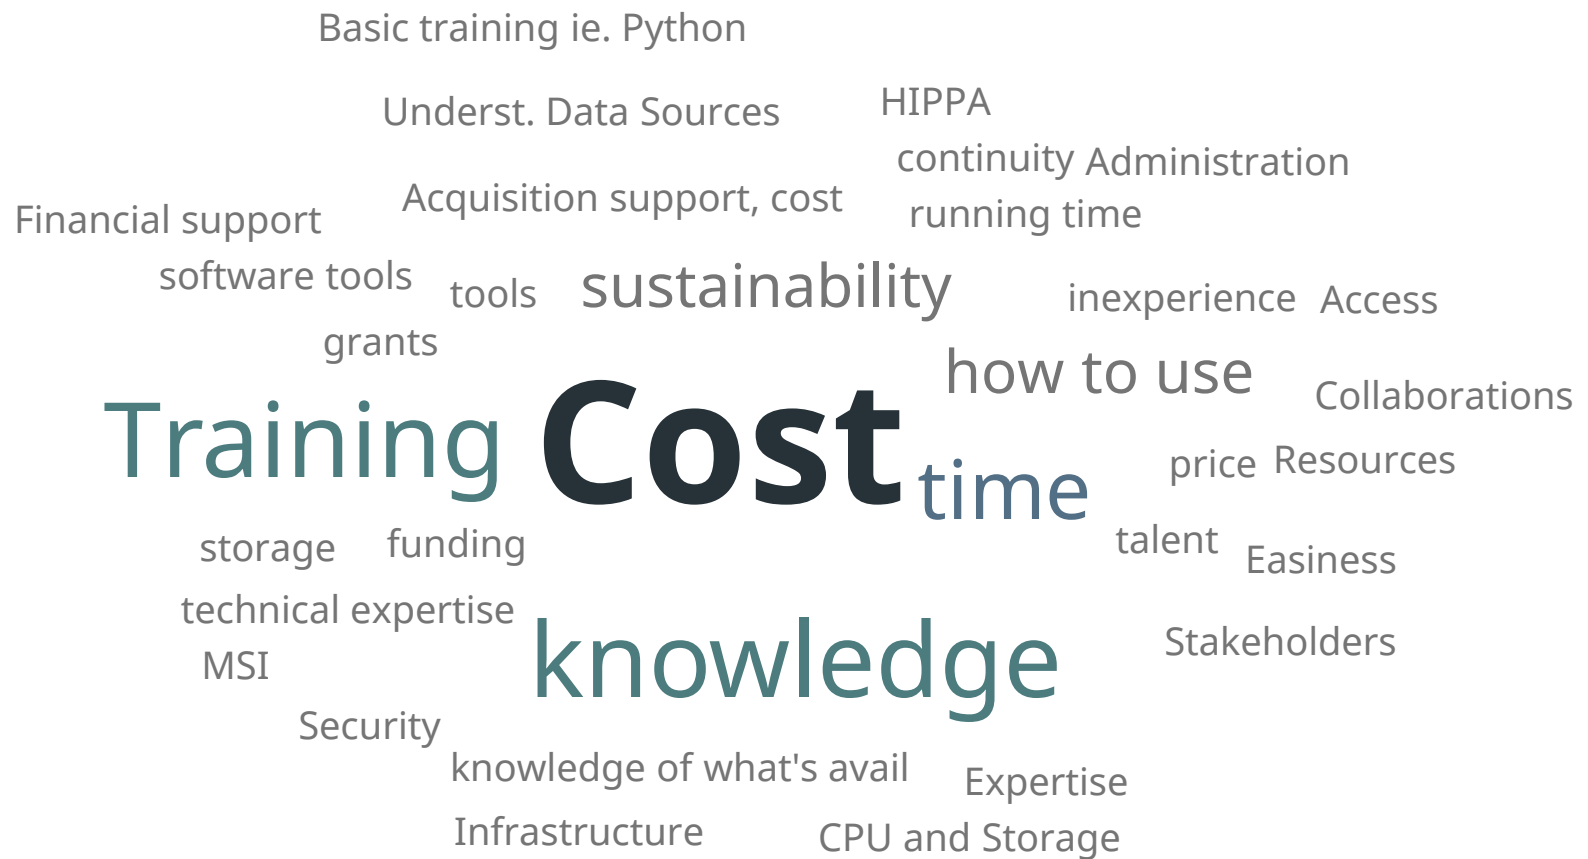 Basic training ie. Python
Underst. Data Sources
HIPPA
continuity
Administration
Financial support
Acquisition support, cost
running time
software tools
tools
sustainability
inexperience
Access
grants
how to use
Training
Cost
Collaborations
time
price
Resources
storage
funding
talent
Easiness
technical expertise
knowledge
Stakeholders
MSI
Security
knowledge of what's avail
Expertise
Infrastructure
CPU and Storage